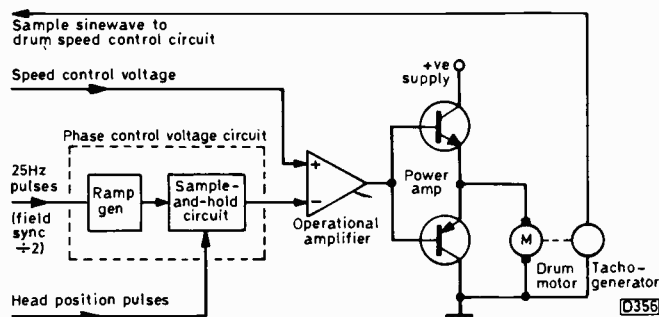 Sample sinewave to
drum speed control circuit
Speed control voltage
+ve
supply
Phase control voltage circuit
25Hz
pulses
(field
sync
÷2)
Ramp
gen
Sample-
and-hold
circuit
+
−
Operational
amplifier
Power
amp
M
Drum
motor
Tacho-
generator
Head position pulses
D356